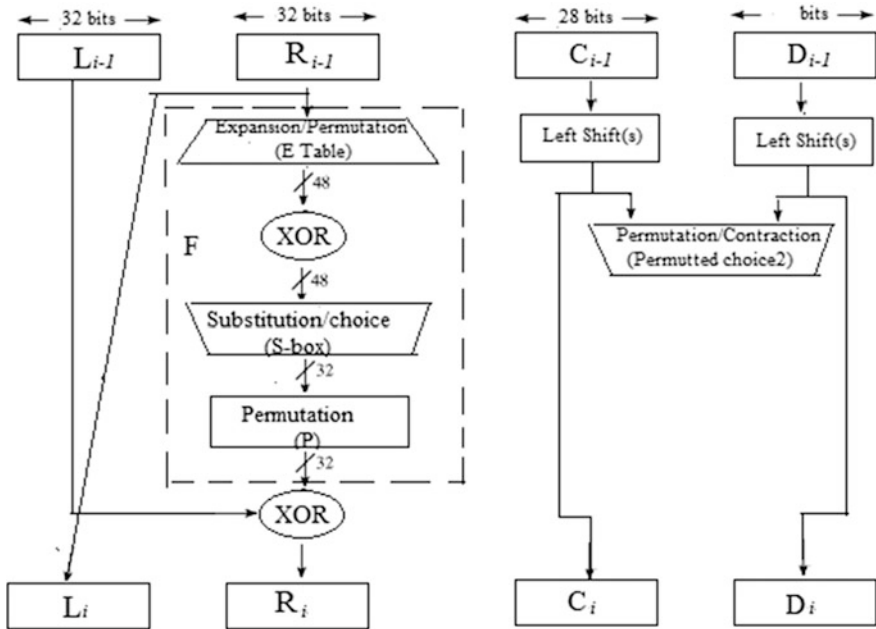 32 bits
32 bits
28 bits
bits
Li-1
Ri-1
Ci-1
Di-1
Expansion/Permutation
(E Table)
Left Shift(s)
Left Shift(s)
48
F
XOR
Permutation/Contraction
(Permutted choice2)
48
Substitution/choice
(S-box)
32
Permutation
(P)
32
XOR
Li
Ri
Ci
Di